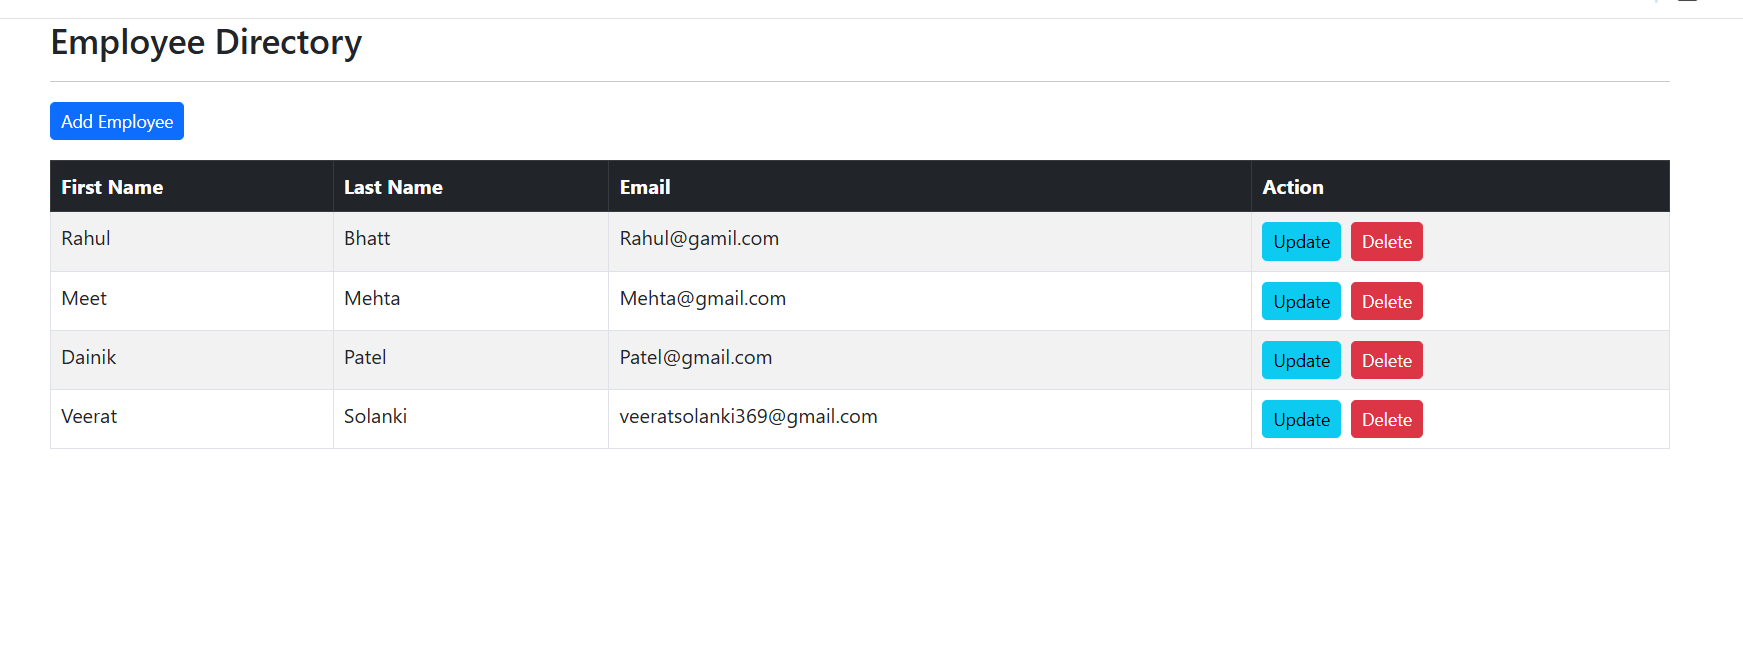 Employee Directory
Add Employee
First Name Last Name Email Action
Rahul Bhatt Rahul@gamil.com Update Delete
Meet Mehta Mehta@gmail.com Update Delete
Dainik Patel Patel@gmail.com Update Delete
Veerat Solanki veeratsolanki369@gmail.com Update Delete